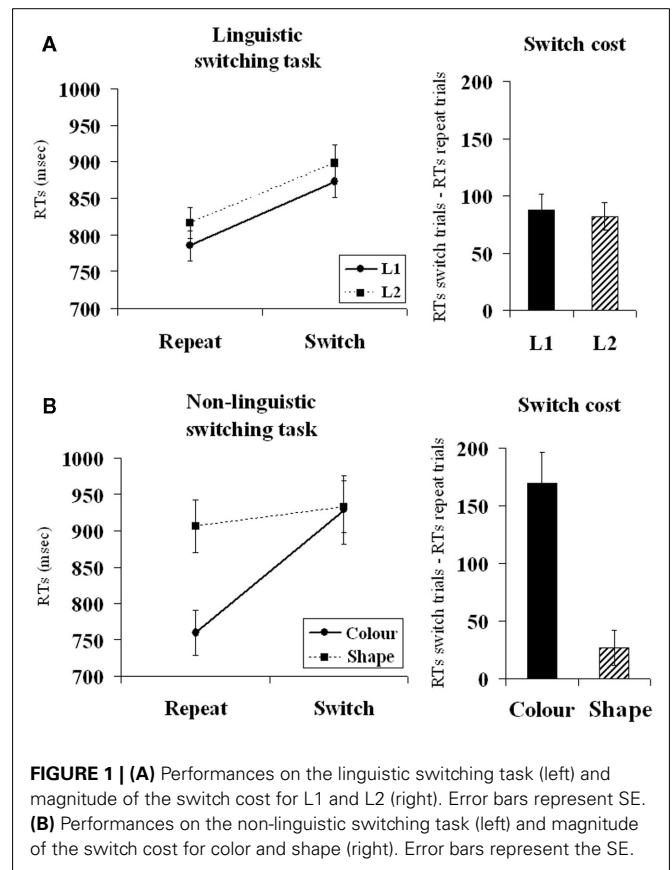 A
Linguistic
switching task
Switch cost
RTs (msec)
1000
950
900
850
800
750
700
L1
L2
Repeat
Switch
RTs switch trials - RTs repeat trials
200
150
100
50
0
L1
L2
B
Non-linguistic
switching task
Switch cost
RTs (msec)
1000
950
900
850
800
750
700
Colour
Shape
Repeat
Switch
RTs switch trials - RTs repeat trials
200
150
100
50
0
Colour
Shape
FIGURE 1 | (A) Performances on the linguistic switching task (left) and
magnitude of the switch cost for L1 and L2 (right). Error bars represent SE.
(B) Performances on the non-linguistic switching task (left) and magnitude
of the switch cost for color and shape (right). Error bars represent the SE.